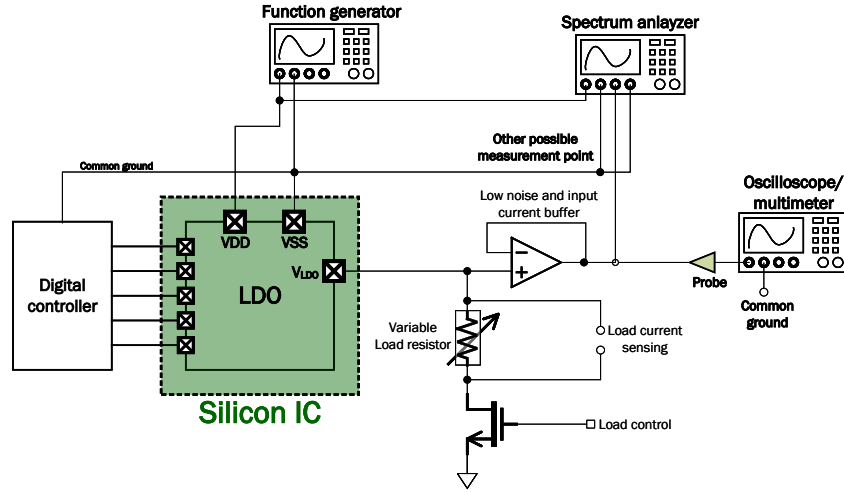 Function generator
Spectrum anlayzer
Common ground
Other possible
measurement point
Oscilloscope/
multimeter
Low noise and input
current buffer
VDD
VSS
Digital
controller
LDO
VLDO
Probe
Common
ground
Variable
Load resistor
Load current
sensing
Silicon IC
Load control